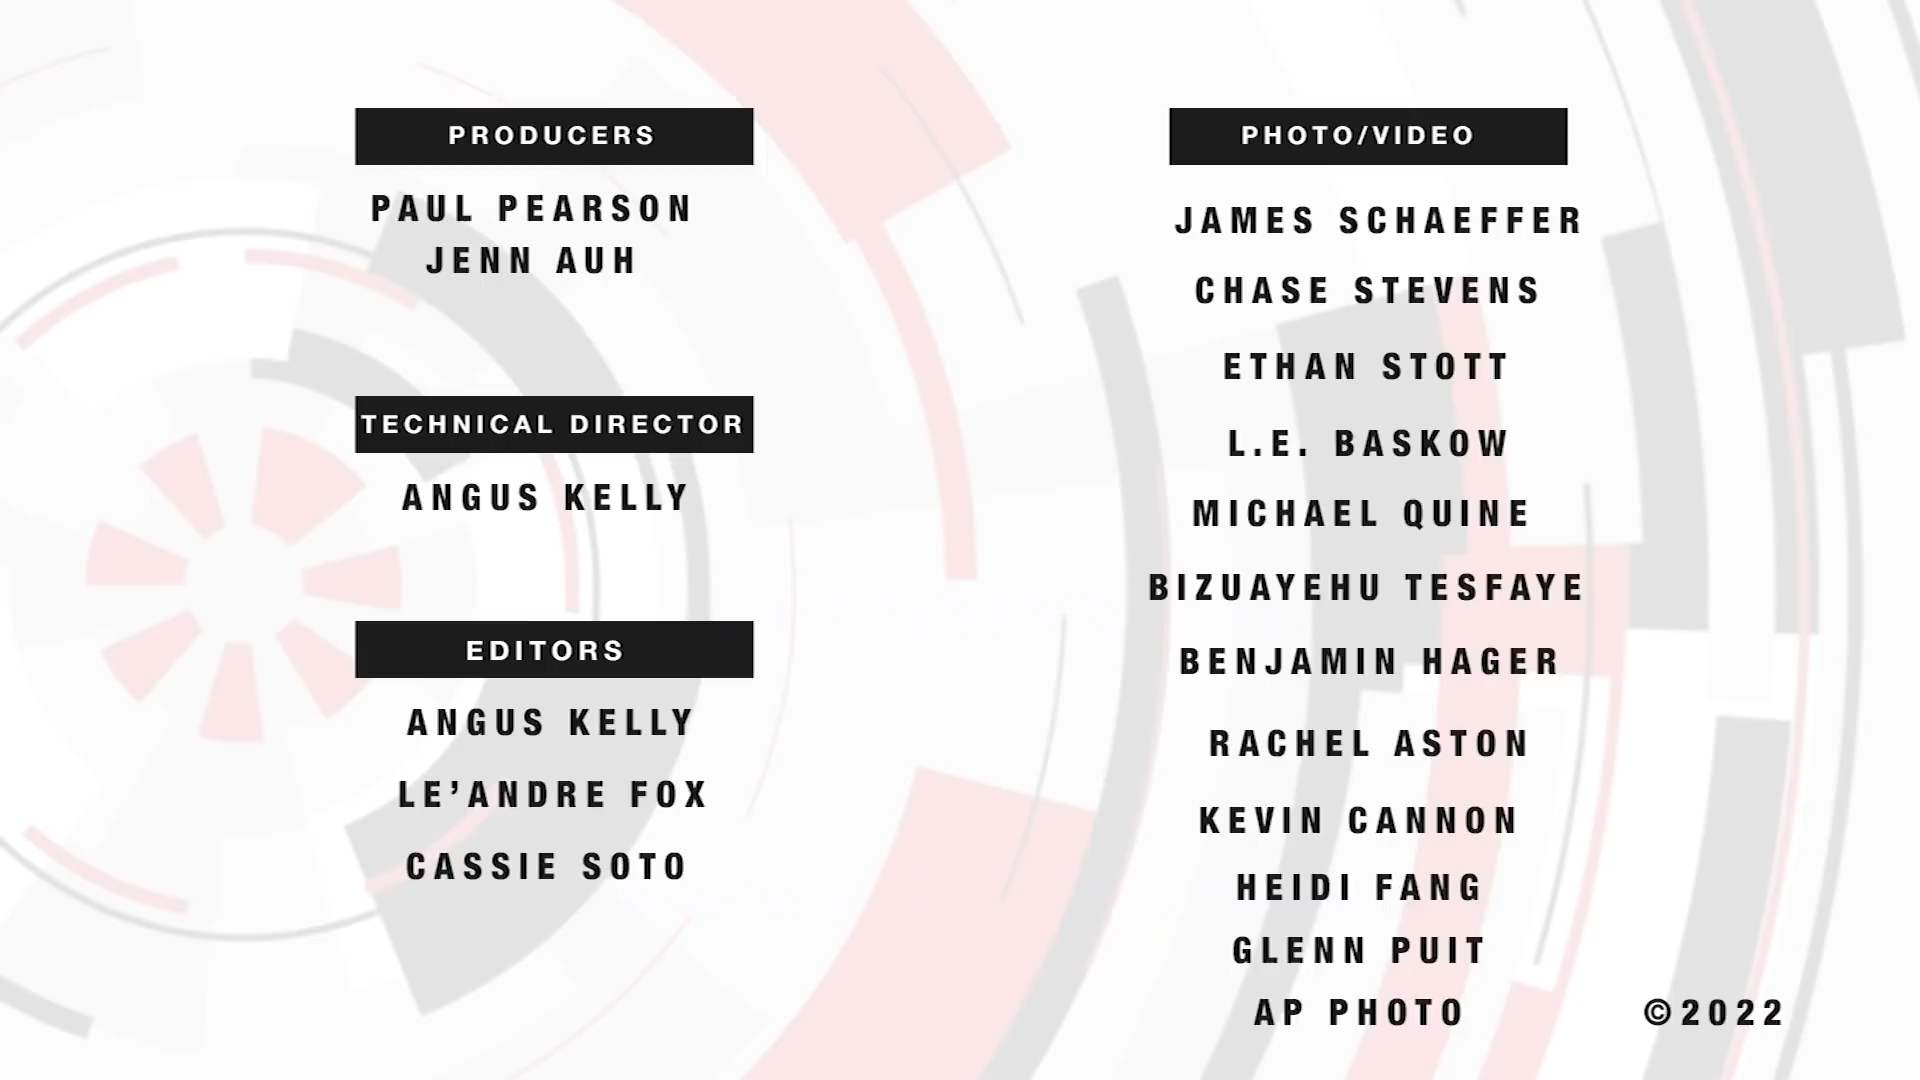 PRODUCERS
PAUL PEARSON
JENN AUH
TECHNICAL DIRECTOR
ANGUS KELLY
EDITORS
ANGUS KELLY
LE’ANDRE FOX
CASSIE SOTO
PHOTO/VIDEO
JAMES SCHAEFFER
CHASE STEVENS
ETHAN STOTT
L.E. BASKOW
MICHAEL QUINE
BIZUAYEHU TESFAYE
BENJAMIN HAGER
RACHEL ASTON
KEVIN CANNON
HEIDI FANG
GLENN PUIT
AP PHOTO
©2022